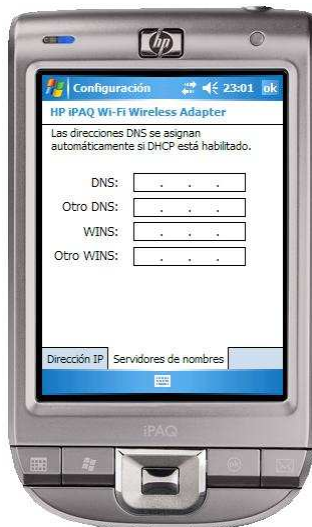 hp
Configuración 23:01 ok
HP iPAQ Wi-Fi Wireless Adapter
Las direcciones DNS se asignan
automáticamente si DHCP está habilitado.
DNS: . . .
Otro DNS: . . .
WINS: . . .
Otro WINS: . . .
Dirección IP Servidores de nombres
iPAQ